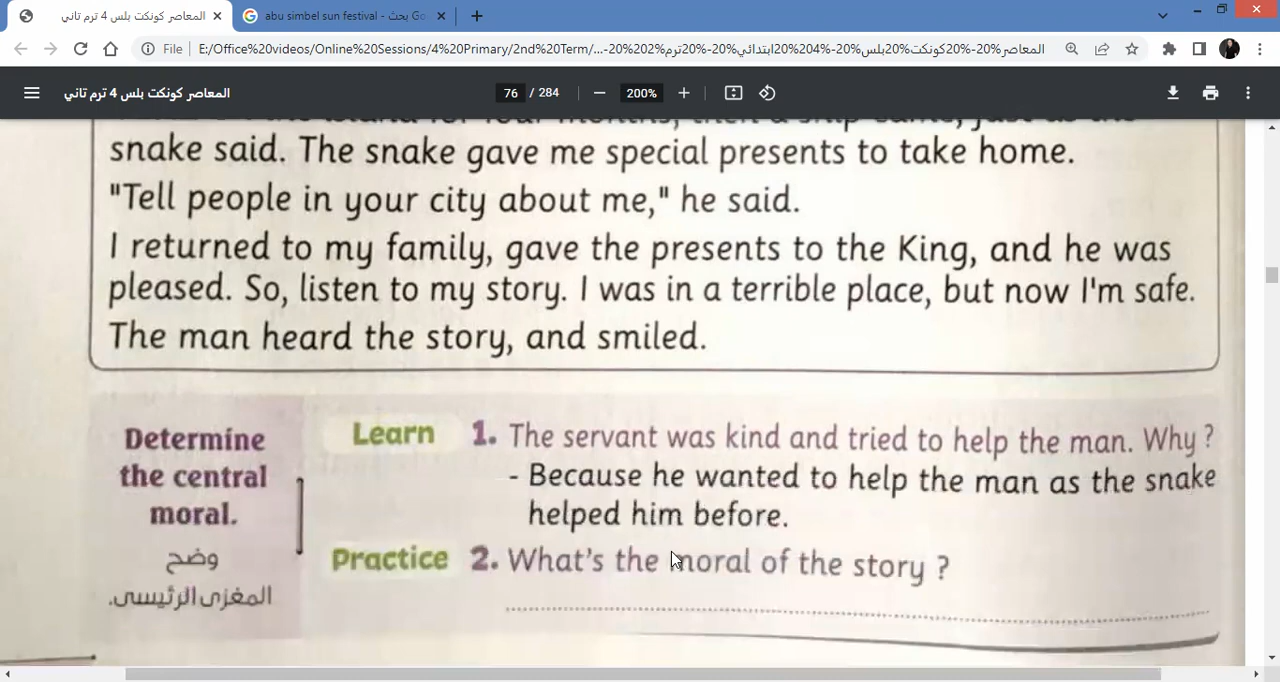 المعاصر كونكت بلس 4 ترم تاني
abu simbel sun festival - بحث Go
File
E:/Office%20videos/Online%20Sessions/4%20Primary/2nd%20Term/...المعاصر%20-%20كونكت%20بلس%20-%204%20ابتدائي%20-%20ترم%202%20-
المعاصر كونكت بلس 4 ترم تاني
76 / 284
200%
snake said. The snake gave me special presents to take home.
"Tell people in your city about me," he said.
I returned to my family, gave the presents to the King, and he was
pleased. So, listen to my story. I was in a terrible place, but now I'm safe.
The man heard the story, and smiled.
Determine
the central
moral.
وضح
المغزى الرئيسى.
Learn 1. The servant was kind and tried to help the man. Why ?
- Because he wanted to help the man as the snake
helped him before.
Practice 2. What's the moral of the story ?